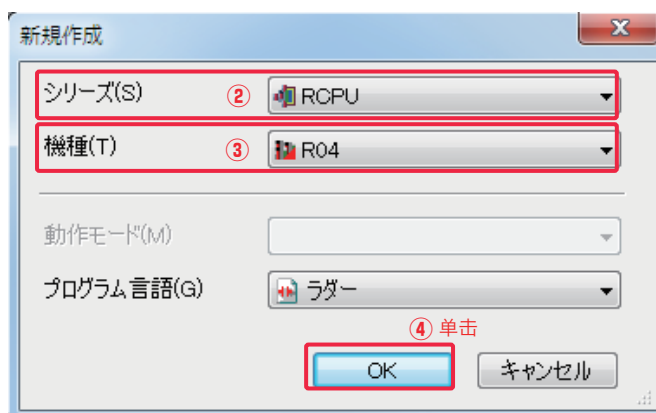 新規作成
シリーズ(S) ② RCPU
機種(T) ③ R04
動作モード(M)
プログラム言語(G) ラダー
④ 单击
OK キャンセル